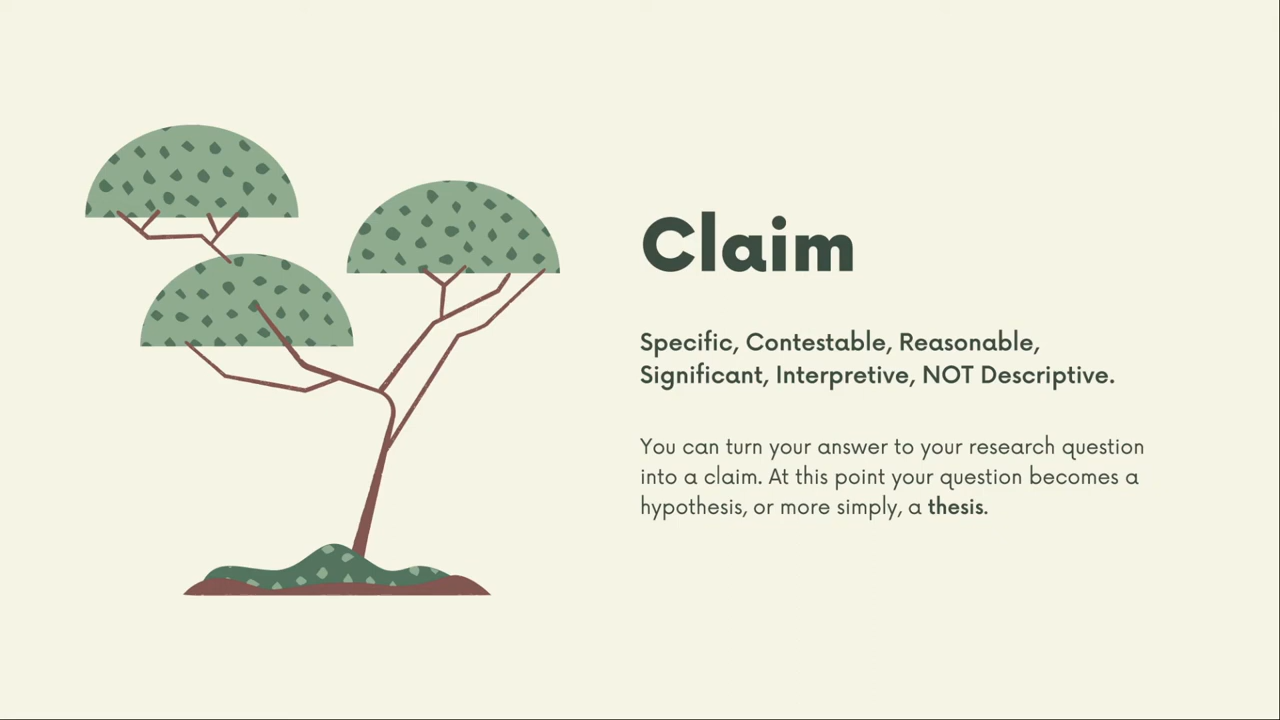 Claim
Specific, Contestable, Reasonable,
Significant, Interpretive, NOT Descriptive.
You can turn your answer to your research question
into a claim. At this point your question becomes a
hypothesis, or more simply, a thesis.